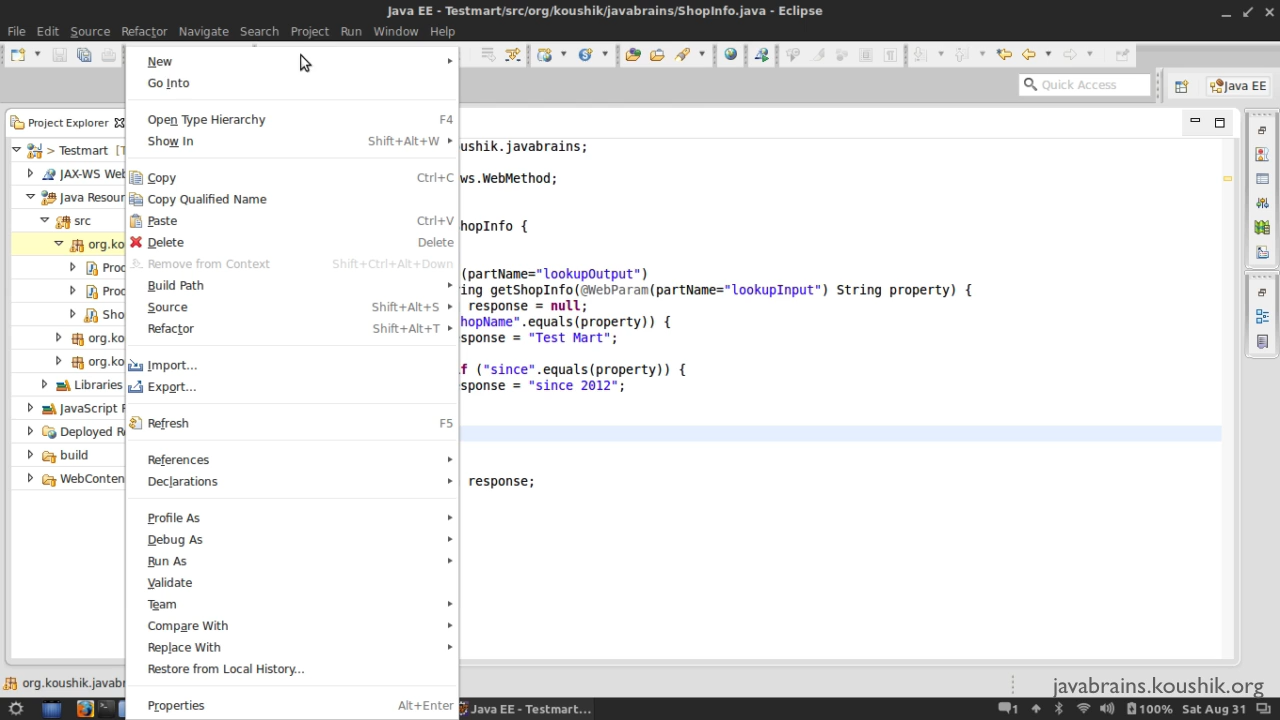 Java EE - Testmart/src/org/koushik/javabrains/ShopInfo.java - Eclipse
File Edit Source Refactor Navigate Search Project Run Window Help
Quick Access
Java EE
Project Explorer
> Testmart [T
JAX-WS Web
Java Resour
src
org.ko
Proc
Proc
Sho
org.ko
org.ko
Libraries
JavaScript R
Deployed Re
build
WebConten
New
Go Into
Open Type Hierarchy F4
Show In Shift+Alt+W
Copy Ctrl+C
Copy Qualified Name
Paste Ctrl+V
Delete Delete
Remove from Context Shift+Ctrl+Alt+Down
Build Path
Source Shift+Alt+S
Refactor Shift+Alt+T
Import...
Export...
Refresh F5
References
Declarations
Profile As
Debug As
Run As
Validate
Team
Compare With
Replace With
Restore from Local History...
Properties Alt+Enter
oushik.javabrains;
ws.WebMethod;
hopInfo {
(partName="lookupOutput")
ing getShopInfo(@WebParam(partName="lookupInput") String property) {
response = null;
hopName".equals(property)) {
sponse = "Test Mart";
f ("since".equals(property)) {
sponse = "since 2012";
response;
org.koushik.javabr
javabrains.koushik.org
Java EE - Testmart...
1 100% Sat Aug 31